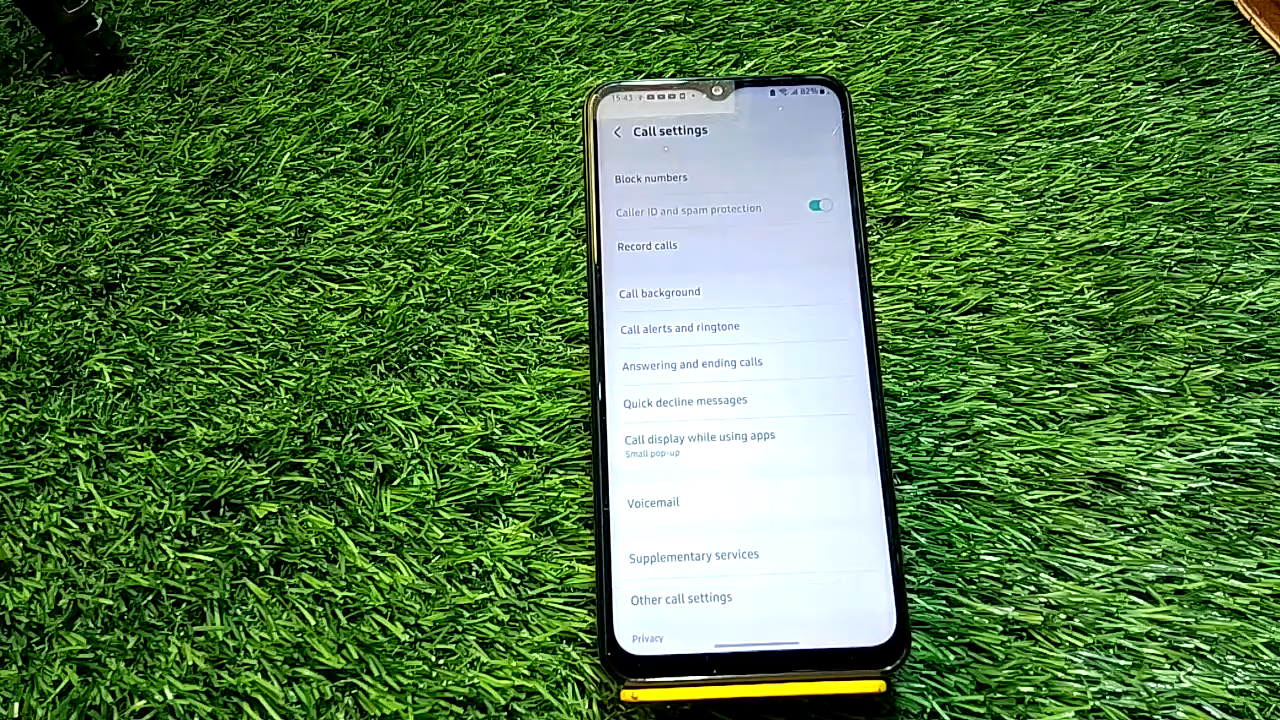 15:43
82%
Call settings
Block numbers
Caller ID and spam protection
Record calls
Call background
Call alerts and ringtone
Answering and ending calls
Quick decline messages
Call display while using apps
Small pop-up
Voicemail
Supplementary services
Other call settings
Privacy